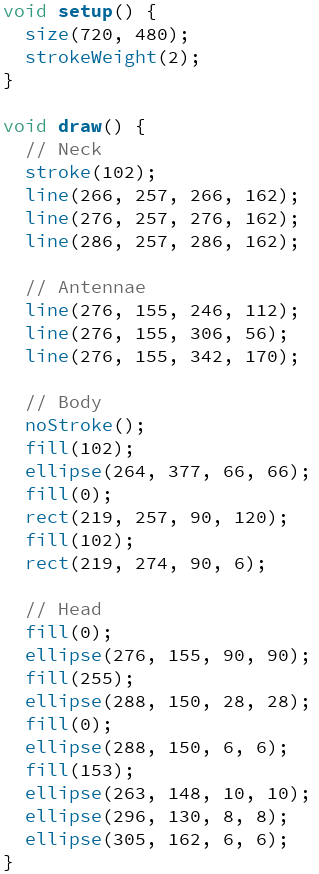 void setup() {
  size(720, 480);
  strokeWeight(2);
}

void draw() {
  // Neck
  stroke(102);
  line(266, 257, 266, 162);
  line(276, 257, 276, 162);
  line(286, 257, 286, 162);

  // Antennae
  line(276, 155, 246, 112);
  line(276, 155, 306, 56);
  line(276, 155, 342, 170);

  // Body
  noStroke();
  fill(102);
  ellipse(264, 377, 66, 66);
  fill(0);
  rect(219, 257, 90, 120);
  fill(102);
  rect(219, 274, 90, 6);

  // Head
  fill(0);
  ellipse(276, 155, 90, 90);
  fill(255);
  ellipse(288, 150, 28, 28);
  fill(0);
  ellipse(288, 150, 6, 6);
  fill(153);
  ellipse(263, 148, 10, 10);
  ellipse(296, 130, 8, 8);
  ellipse(305, 162, 6, 6);
}